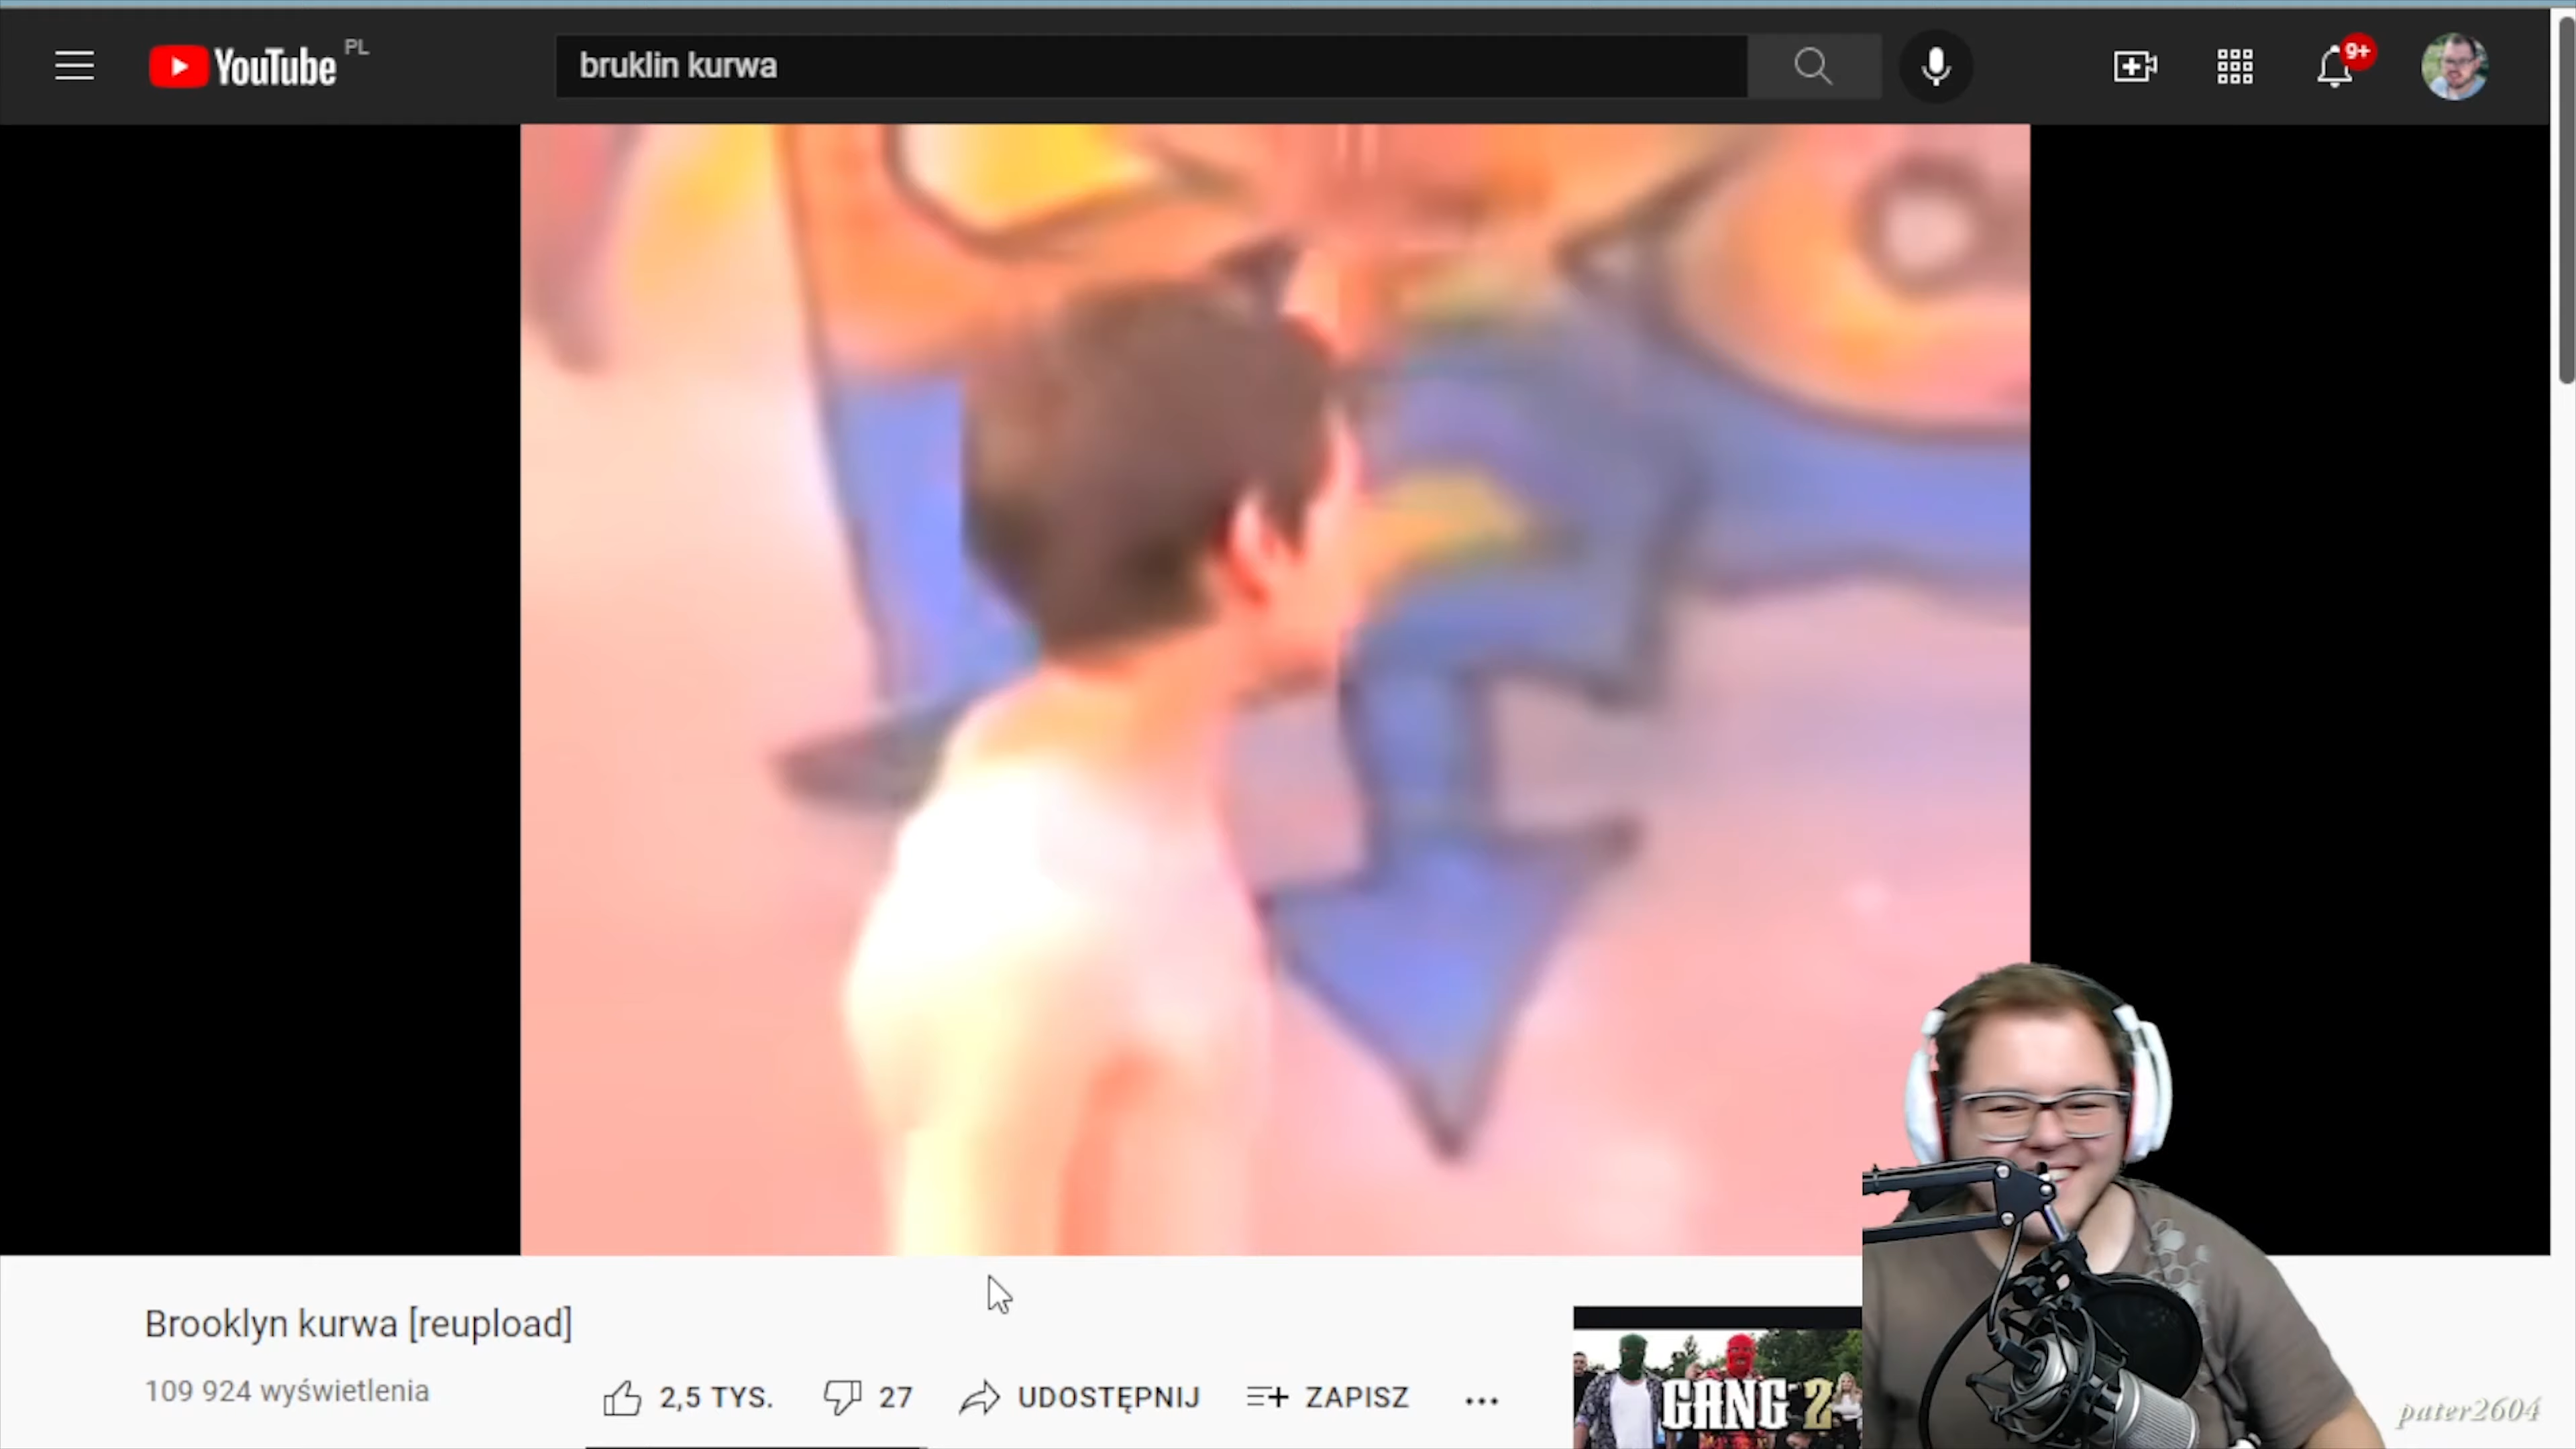 YouTube PL
bruklin kurwa
9+
Brooklyn kurwa [reupload]
109 924 wyświetlenia
2,5 TYS.
27
UDOSTĘPNIJ
ZAPISZ
GANG 2
pater2604